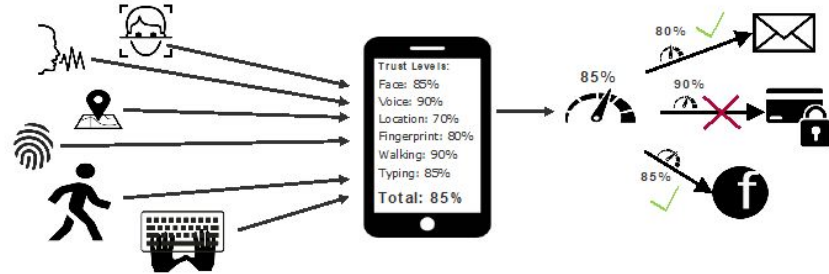 Trust Levels:
Face: 85%
Voice: 90%
Location: 70%
Fingerprint: 80%
Walking: 90%
Typing: 85%
Total: 85%
85%
80%
90%
85%
f